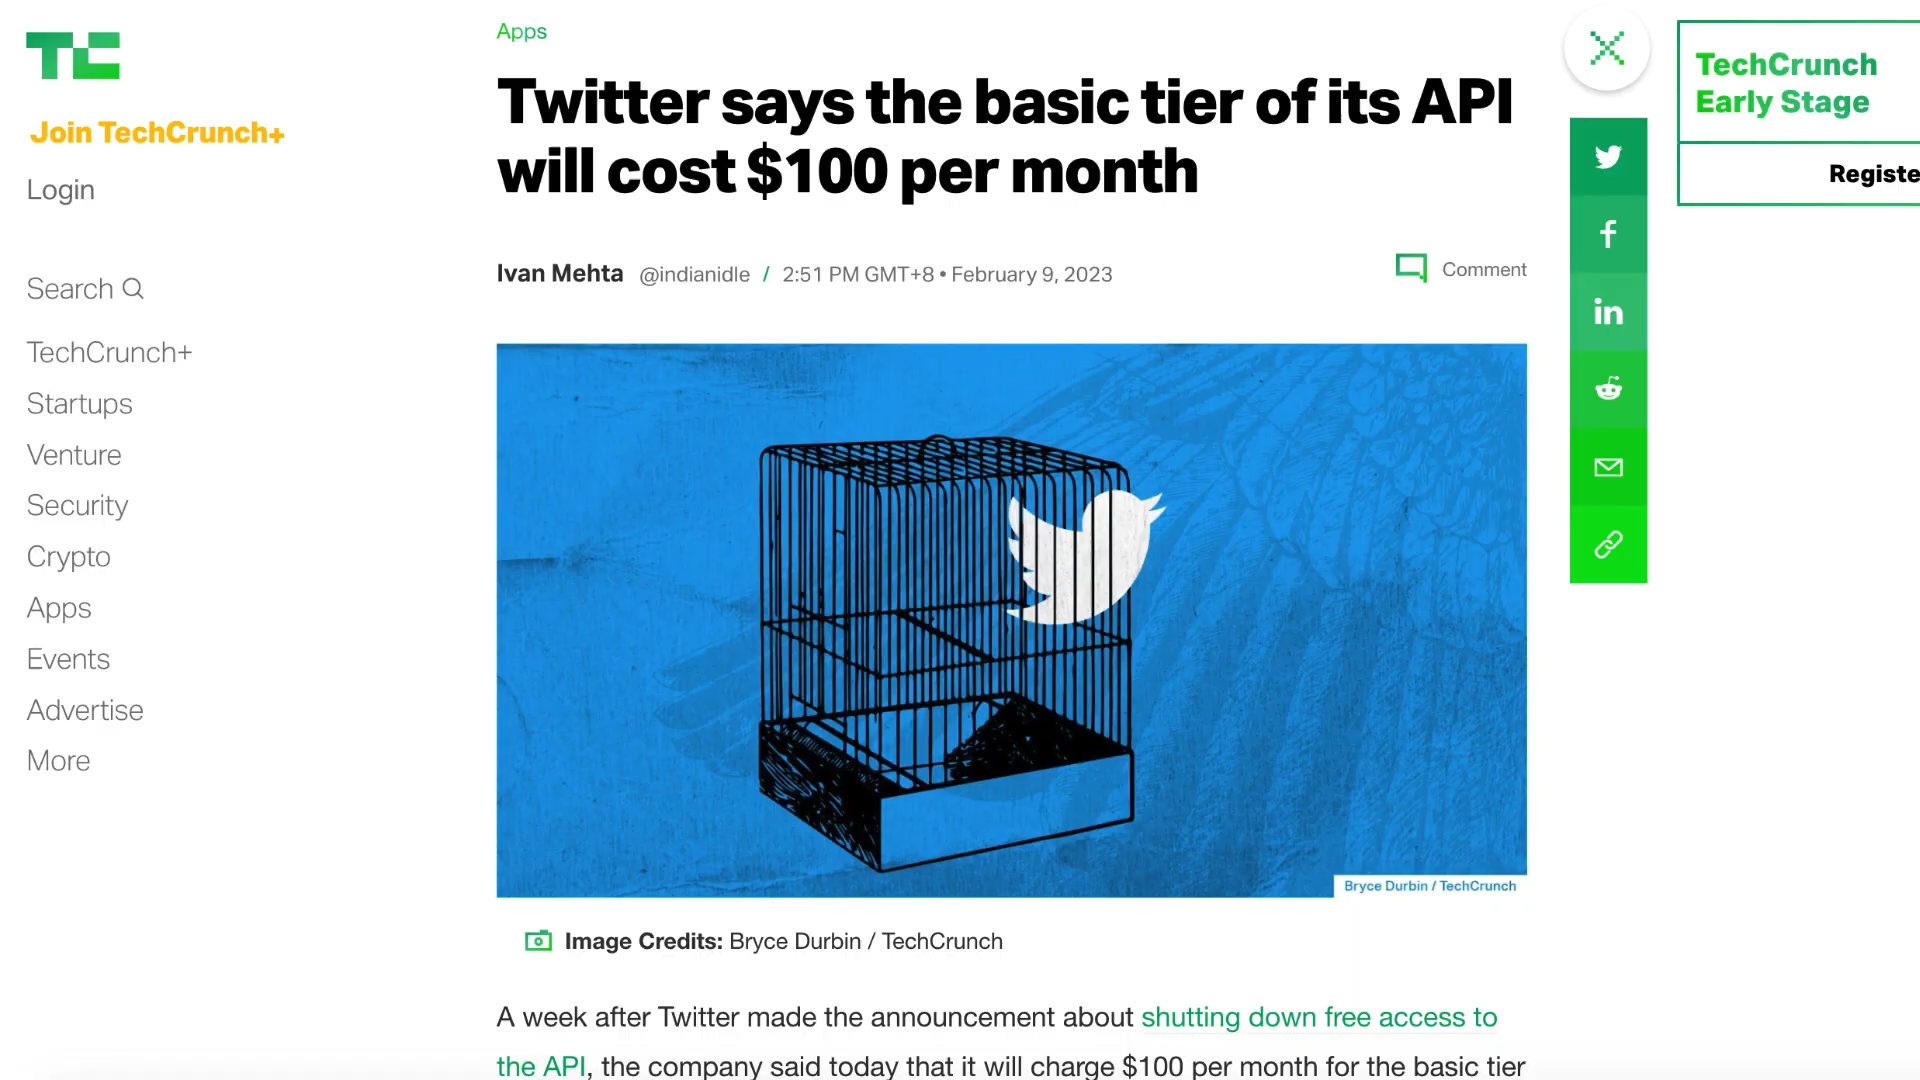 TC
Join TechCrunch+
Login
Search
TechCrunch+
Startups
Venture
Security
Crypto
Apps
Events
Advertise
More
Apps
Twitter says the basic tier of its API
will cost $100 per month
Ivan Mehta @indianidle / 2:51 PM GMT+8 • February 9, 2023
Comment
Bryce Durbin / TechCrunch
Image Credits: Bryce Durbin / TechCrunch
A week after Twitter made the announcement about shutting down free access to
the API, the company said today that it will charge $100 per month for the basic tier
in
TechCrunch
Early Stage
Registe